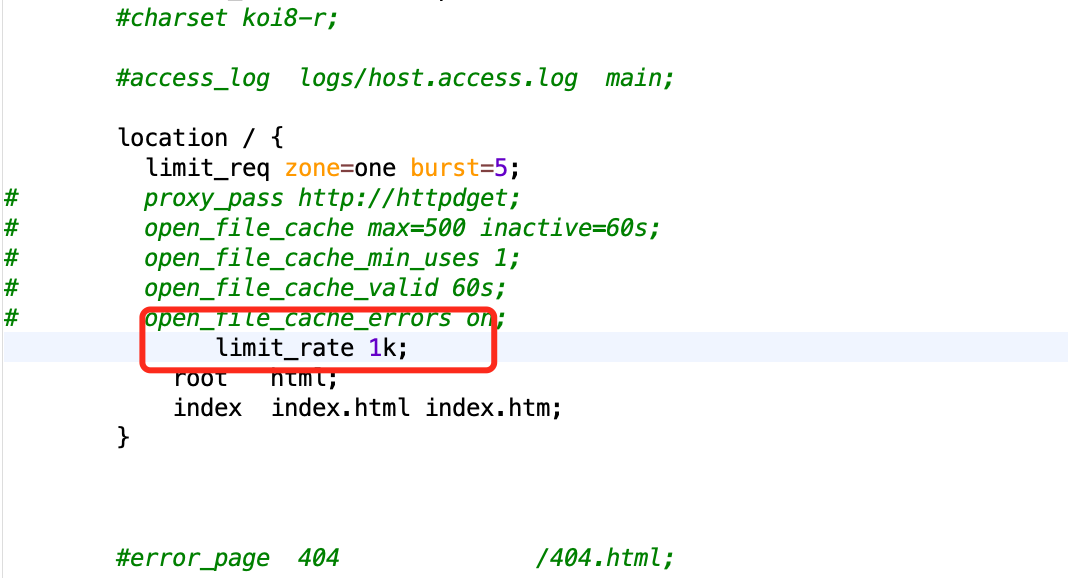 #charset koi8-r;
#access_log  logs/host.access.log  main;
location / {
limit_req zone=one burst=5;
#         proxy_pass http://httpdget;
#         open_file_cache max=500 inactive=60s;
#         open_file_cache_min_uses 1;
#         open_file_cache_valid 60s;
#         open_file_cache_errors on;
limit_rate 1k;
root   html;
index  index.html index.htm;
}
#error_page  404              /404.html;